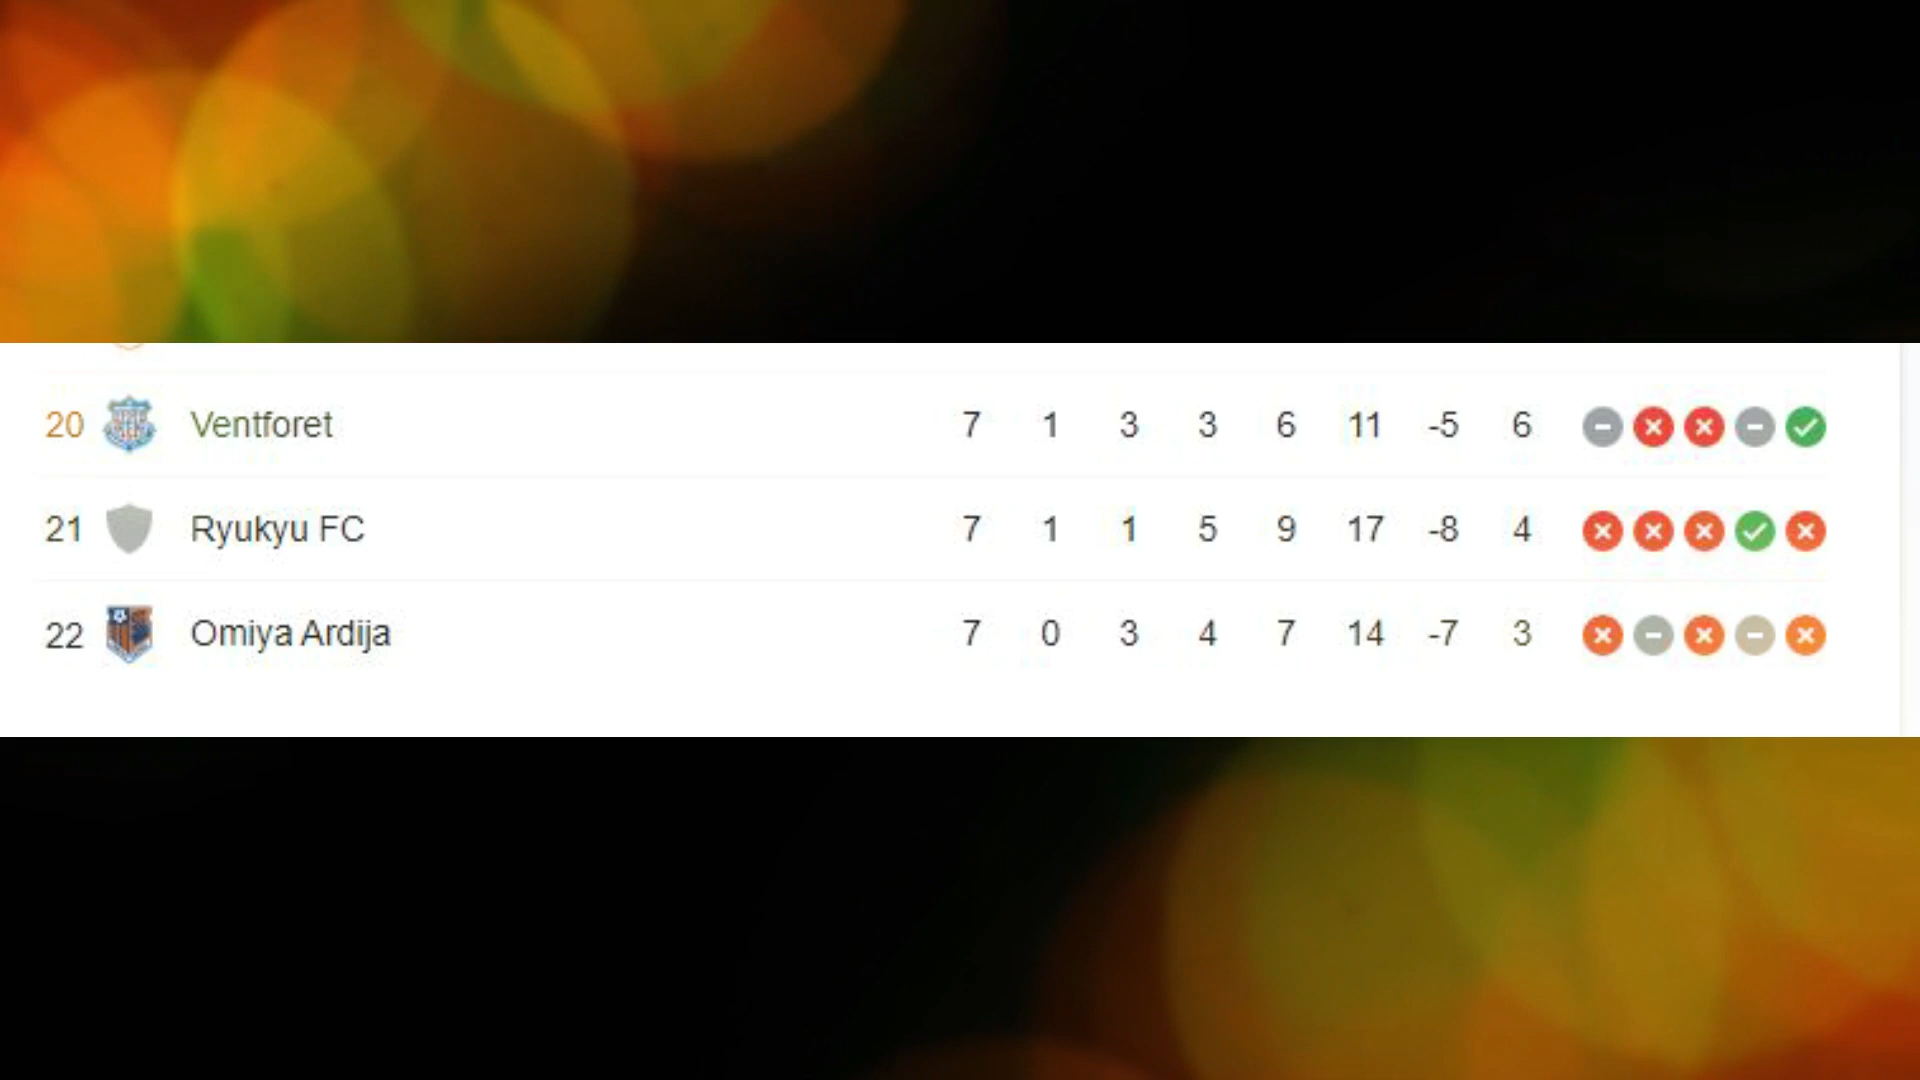 20 Ventforet 7 1 3 3 6 11 -5 6
21 Ryukyu FC 7 1 1 5 9 17 -8 4
22 Omiya Ardija 7 0 3 4 7 14 -7 3